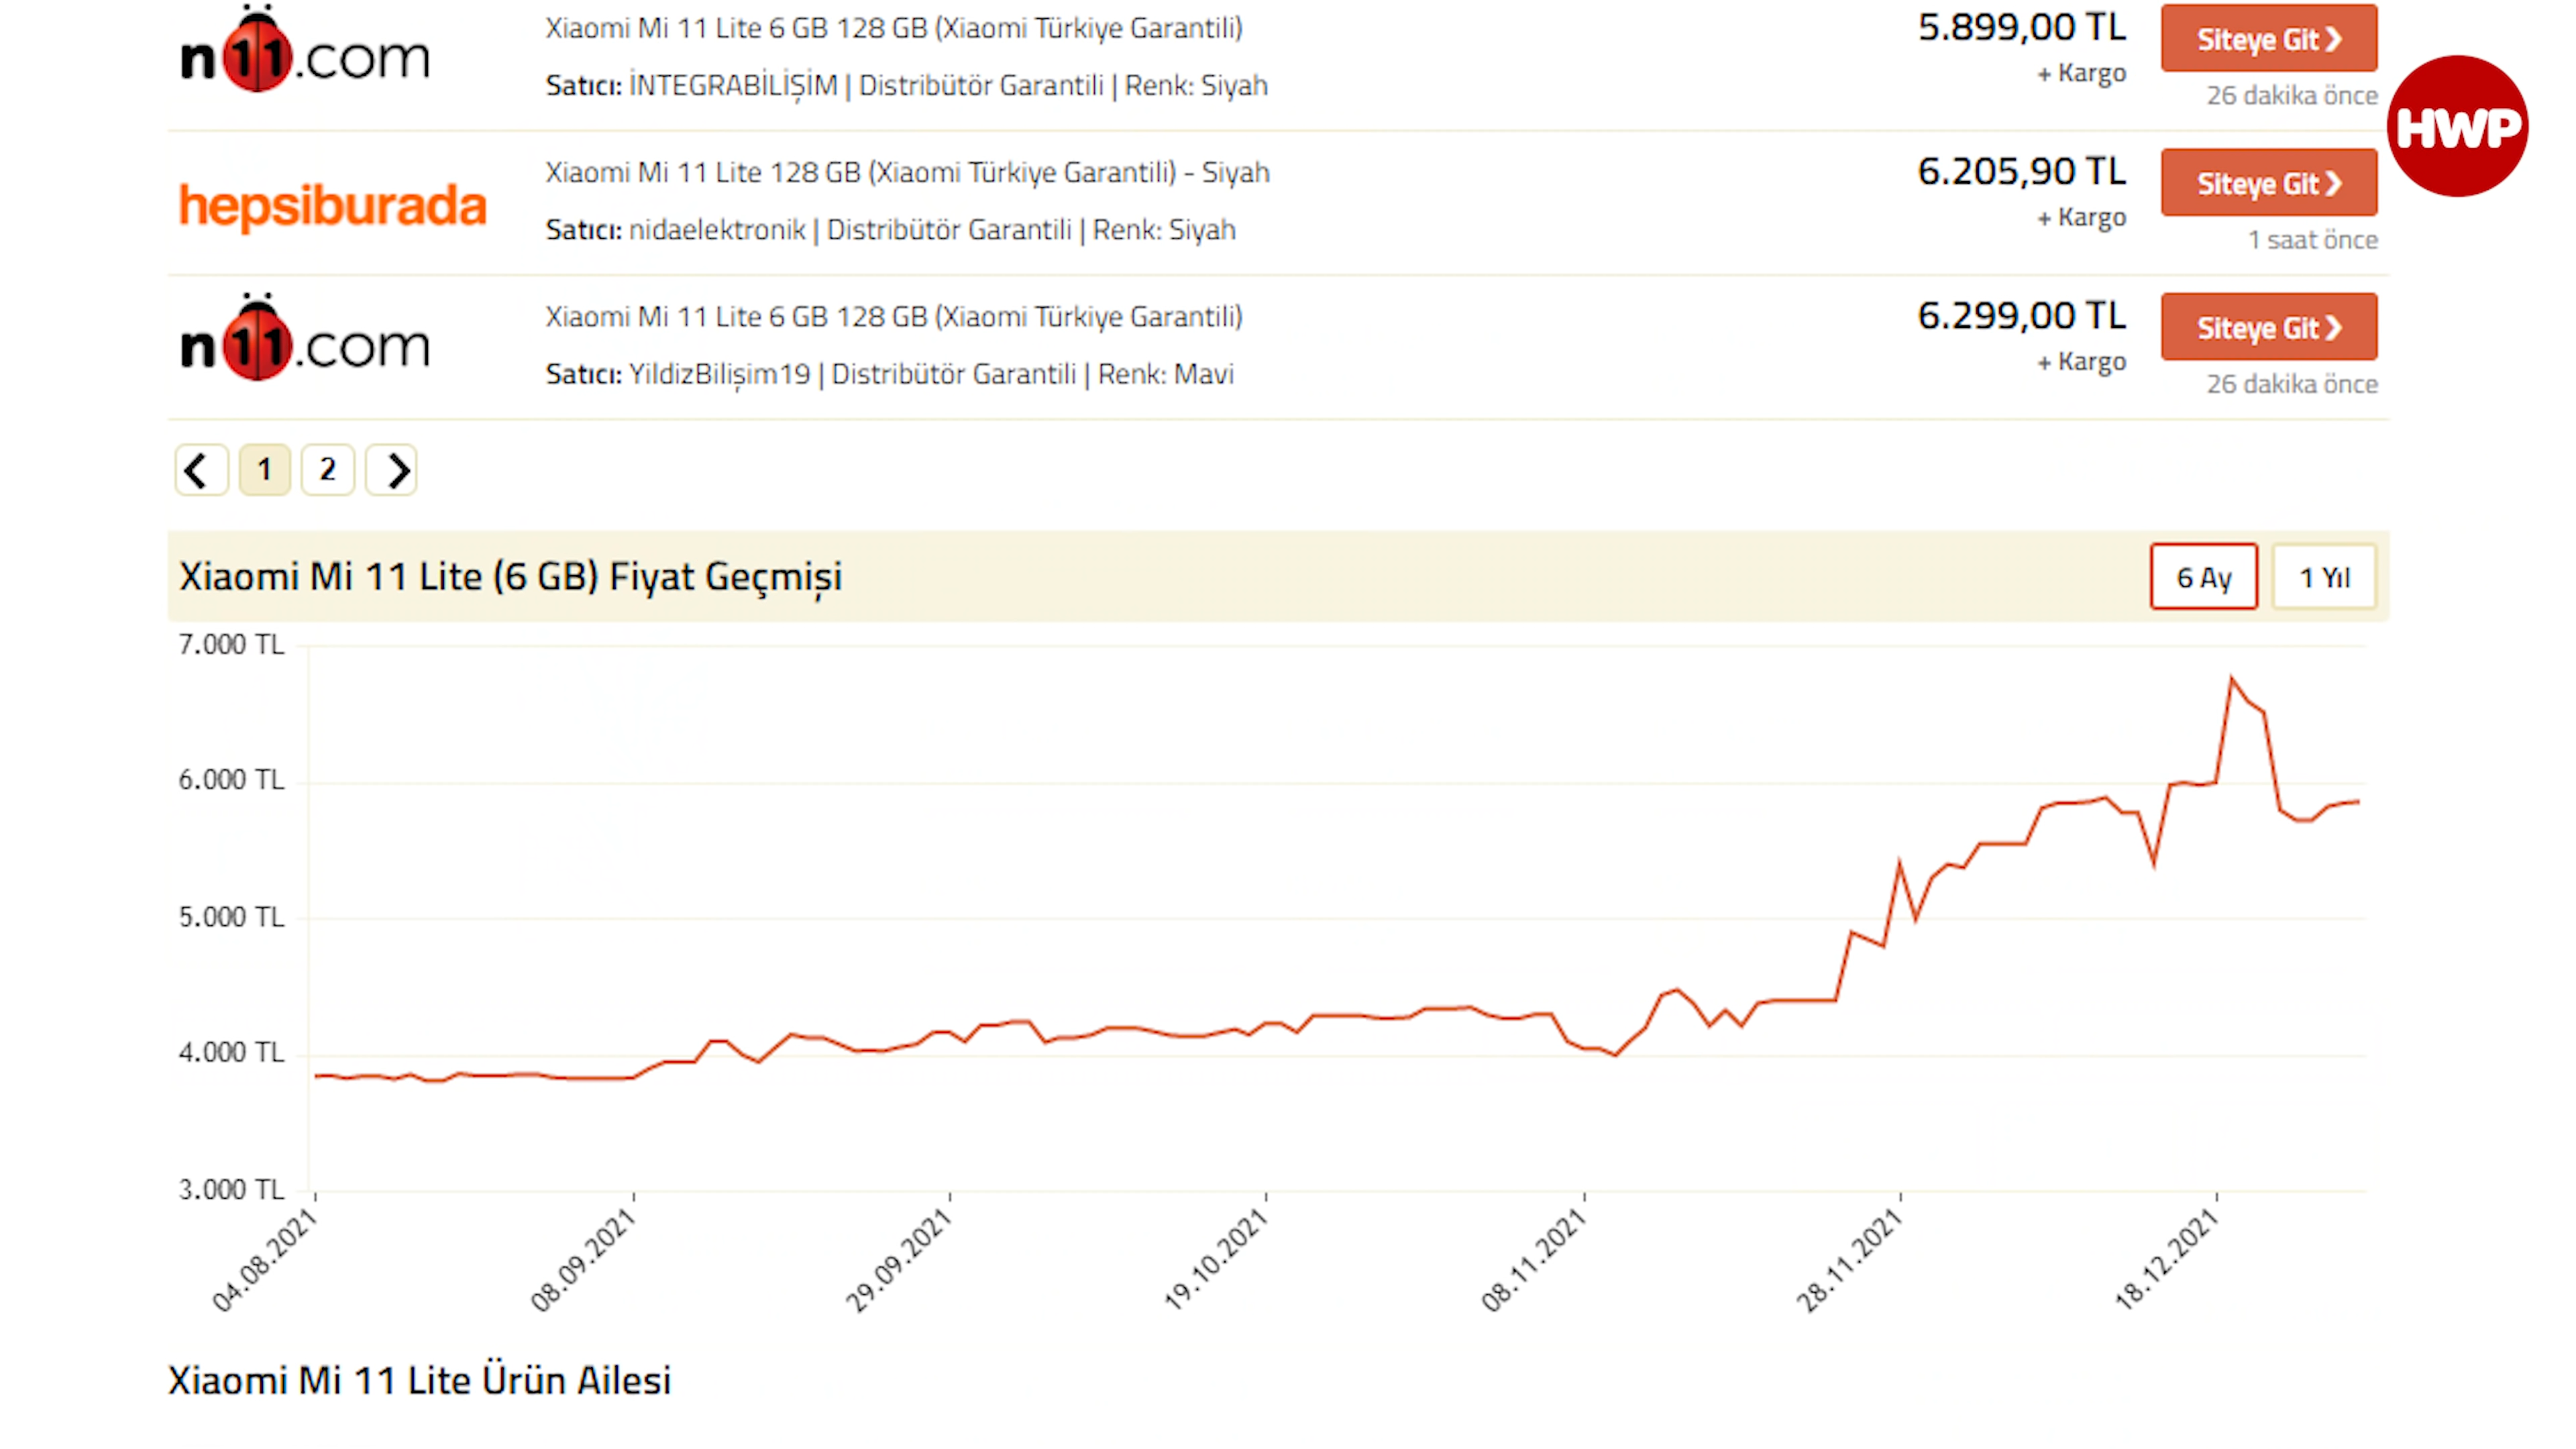 n11.com
Xiaomi Mi 11 Lite 6 GB 128 GB (Xiaomi Türkiye Garantili)
Satıcı: İNTEGRABİLİŞİM | Distribütör Garantili | Renk: Siyah
5.899,00 TL
+ Kargo
Siteye Git
26 dakika önce
HWP
hepsiburada
Xiaomi Mi 11 Lite 128 GB (Xiaomi Türkiye Garantili) - Siyah
Satıcı: nidaelektronik | Distribütör Garantili | Renk: Siyah
6.205,90 TL
+ Kargo
Siteye Git
1 saat önce
n11.com
Xiaomi Mi 11 Lite 6 GB 128 GB (Xiaomi Türkiye Garantili)
Satıcı: YildizBilişim19 | Distribütör Garantili | Renk: Mavi
6.299,00 TL
+ Kargo
Siteye Git
26 dakika önce
1 2
Xiaomi Mi 11 Lite (6 GB) Fiyat Geçmişi
6 Ay
1 Yıl
7.000 TL
6.000 TL
5.000 TL
4.000 TL
3.000 TL
04.08.2021
08.09.2021
29.09.2021
19.10.2021
08.11.2021
28.11.2021
18.12.2021
Xiaomi Mi 11 Lite Ürün Ailesi